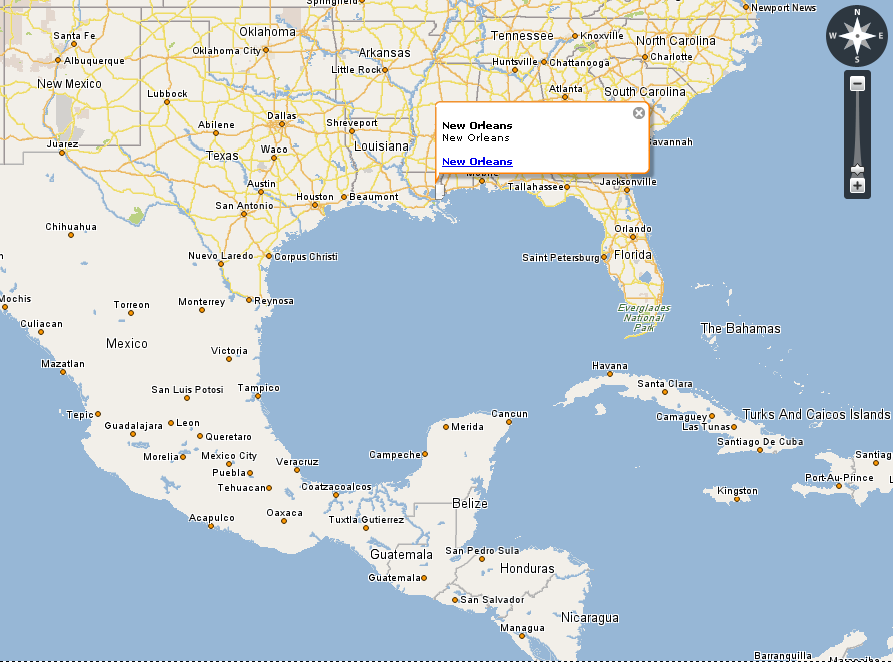 Springfield
Newport News
N
W
E
S
Santa Fe
Oklahoma
Tennessee
Knoxville
North Carolina
Oklahoma City
Arkansas
Albuquerque
Huntsville
Chattanooga
Charlotte
Little Rock
New Mexico
Lubbock
Atlanta
South Carolina
Abilene
Dallas
Shreveport
New Orleans
New Orleans
New Orleans
Juarez
Waco
Louisiana
avannah
Texas
Mobile
Austin
Tallahassee
Jacksonville
San Antonio
Houston
Beaumont
Chihuahua
Orlando
Nuevo Laredo
Corpus Christi
Saint Petersburg
Florida
Mochis
Torreon
Monterrey
Reynosa
Everglades
National
Park
Culiacan
Mexico
The Bahamas
Victoria
Mazatlan
Havana
San Luis Potosi
Tampico
Santa Clara
Tepic
Guadalajara
Leon
Merida
Cancun
Camaguey
Turks And Caicos Islands
Las Tunas
Queretaro
Santiago De Cuba
Morelia
Mexico City
Veracruz
Campeche
Santiag
Puebla
Tehuacan
Coatzacoalcos
Port-Au-Prince
Kingston
Acapulco
Oaxaca
Tuxtla Gutierrez
Belize
Guatemala
San Pedro Sula
Honduras
Guatemala
San Salvador
Nicaragua
Managua
Barranquilla